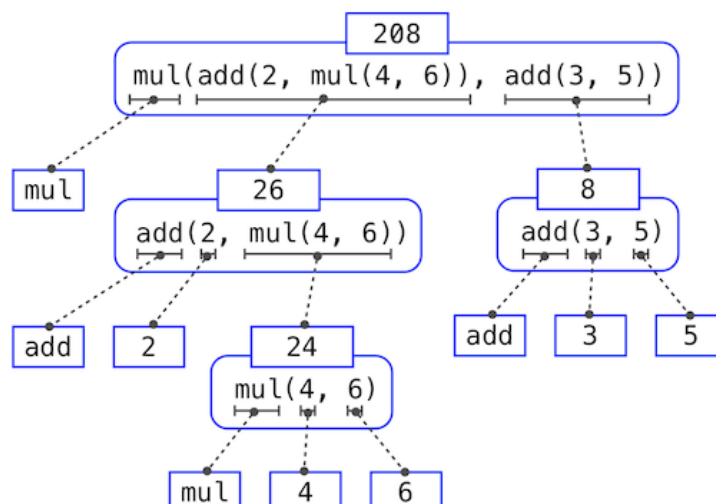 208
mul(add(2, mul(4, 6)), add(3, 5))
mul
26
8
add(2, mul(4, 6))
add(3, 5)
add
2
24
add
3
5
mul(4, 6)
mul
4
6